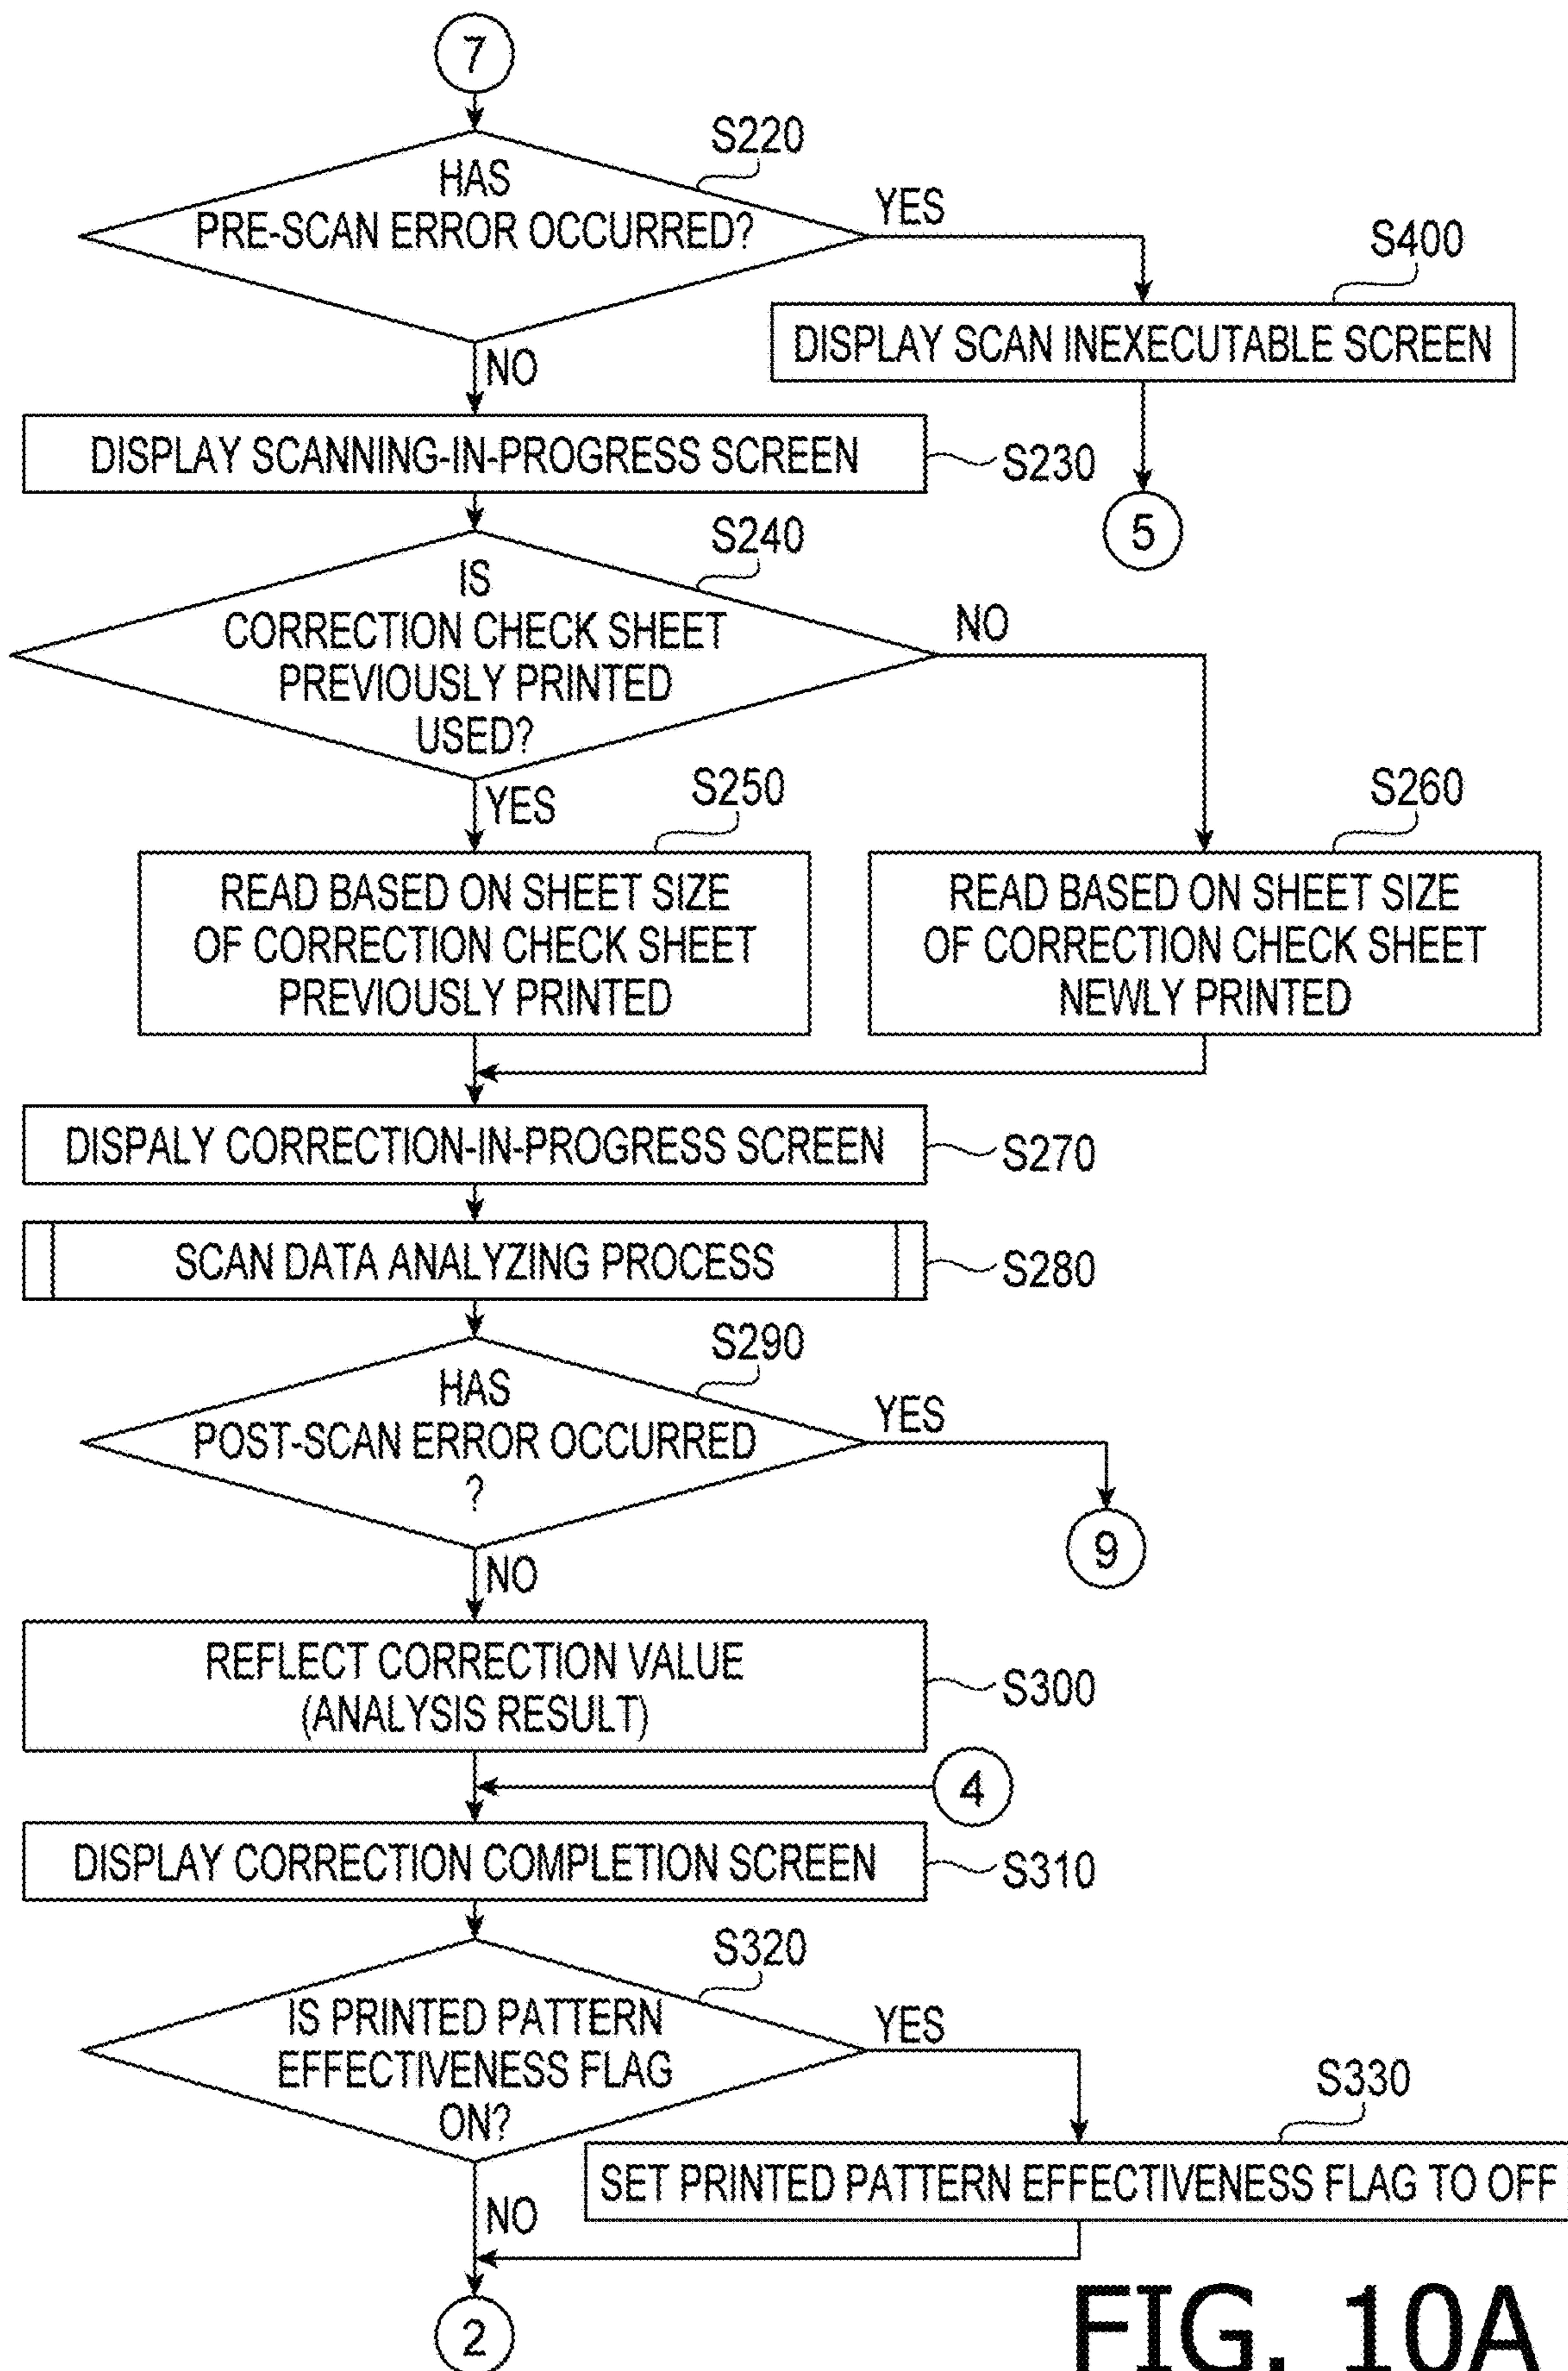 7
S220
HAS
PRE-SCAN ERROR OCCURRED?
YES
S400
DISPLAY SCAN INEXECUTABLE SCREEN
NO
DISPLAY SCANNING-IN-PROGRESS SCREEN
S230
5
S240
IS
CORRECTION CHECK SHEET
PREVIOUSLY PRINTED
USED?
NO
YES
S250
S260
READ BASED ON SHEET SIZE
OF CORRECTION CHECK SHEET
PREVIOUSLY PRINTED
READ BASED ON SHEET SIZE
OF CORRECTION CHECK SHEET
NEWLY PRINTED
DISPALY CORRECTION-IN-PROGRESS SCREEN
S270
SCAN DATA ANALYZING PROCESS
S280
S290
HAS
POST-SCAN ERROR OCCURRED
?
YES
9
NO
REFLECT CORRECTION VALUE
(ANALYSIS RESULT)
S300
4
DISPLAY CORRECTION COMPLETION SCREEN
S310
S320
IS PRINTED PATTERN
EFFECTIVENESS FLAG
ON?
YES
S330
SET PRINTED PATTERN EFFECTIVENESS FLAG TO OFF
NO
2
FIG. 10A